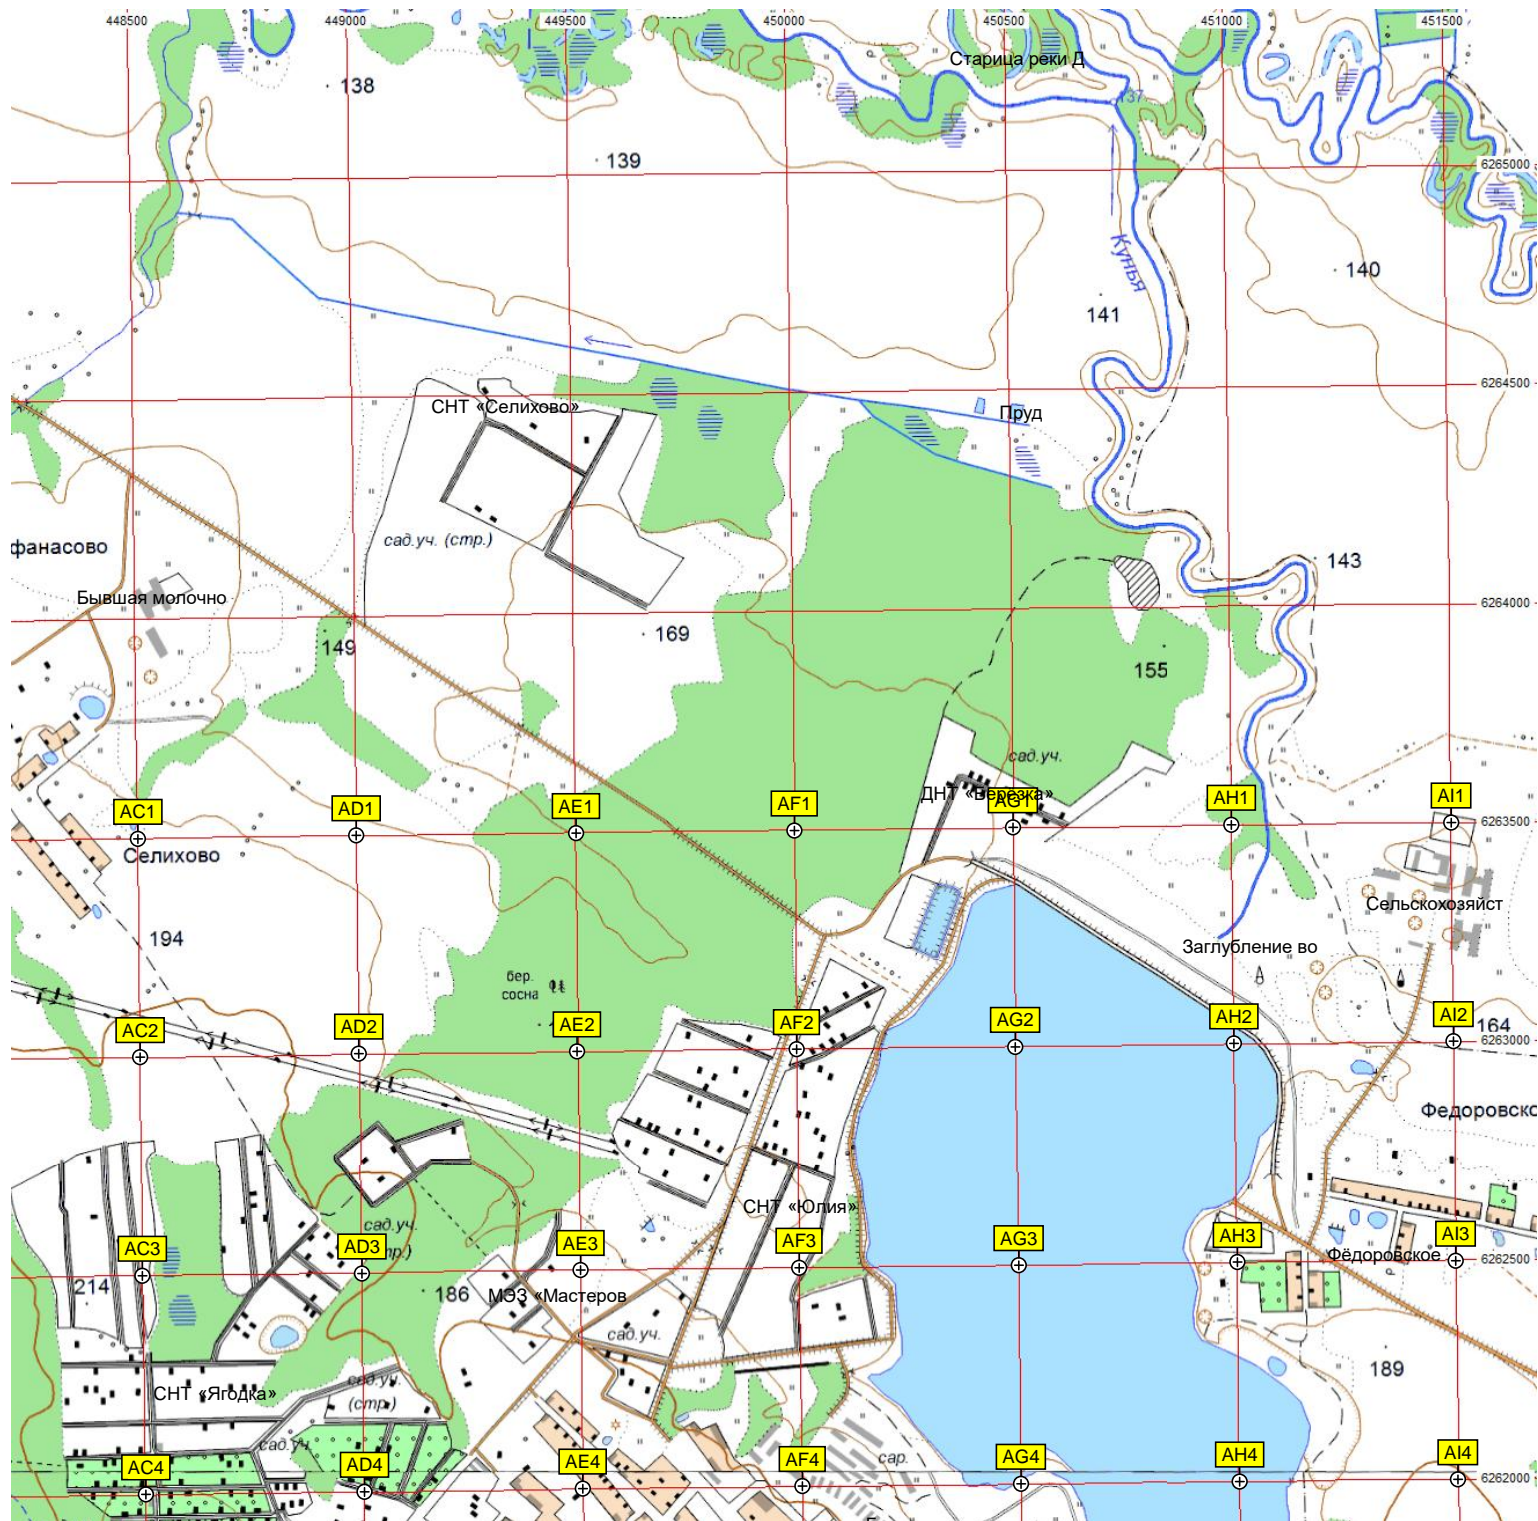 448500 449000 449500 450000 450500 451000 451500
Старица реки Д
138
137
139
6265000
Кунья
140
141
6264500
СНТ «Селихово»
Пруд
сад.уч. (стр.)
фанасово
143
Бывшая молочно
6264000
169
149
155
сад.уч.
ДНТ «Березка»
AC1 AD1 AE1 AF1 AG1 AH1 AI1
6263500
Селихово
Сельскохозяйст
194
Заглубление во
бер.
сосна
AC2 AD2 AE2 AF2 AG2 AH2 AI2
164
6263000
Федоровско
СНТ «Юлия»
сад.уч.
AC3 AD3 AE3 AF3 AG3 AH3 AI3
Фёдоровское
6262500
214
186
МЭЗ «Мастеров
сад.уч.
189
СНТ «Ягодка»
сад.уч.
(стр.)
сад.уч.
сар.
AC4 AD4 AE4 AF4 AG4 AH4 AI4
6262000